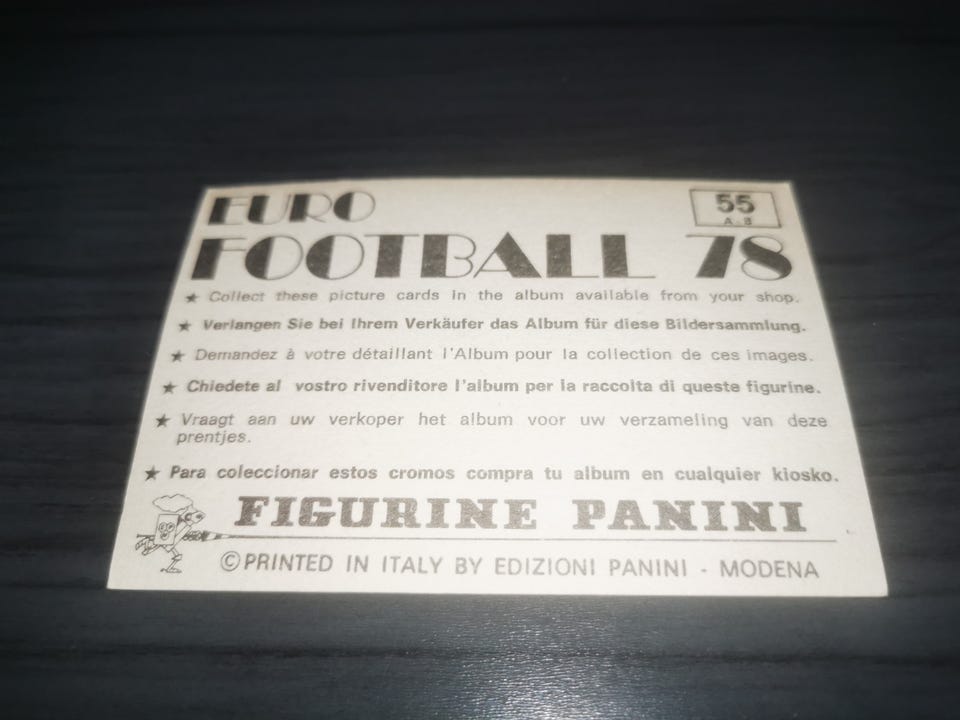 EURO
55
A-B
FOOTBALL 78
★ Collect these picture cards in the album available from your shop.
★ Verlangen Sie bei Ihrem Verkäufer das Album für diese Bildersammlung.
★ Demandez à votre détaillant l'Album pour la collection de ces images.
★ Chiedete al vostro rivenditore l'album per la raccolta di queste figurine.
★ Vraagt aan uw verkoper het album voor uw verzameling van deze
prentjes.
★ Para coleccionar estos cromos compra tu album en cualquier kiosko.
FIGURINE PANINI
©PRINTED IN ITALY BY EDIZIONI PANINI - MODENA